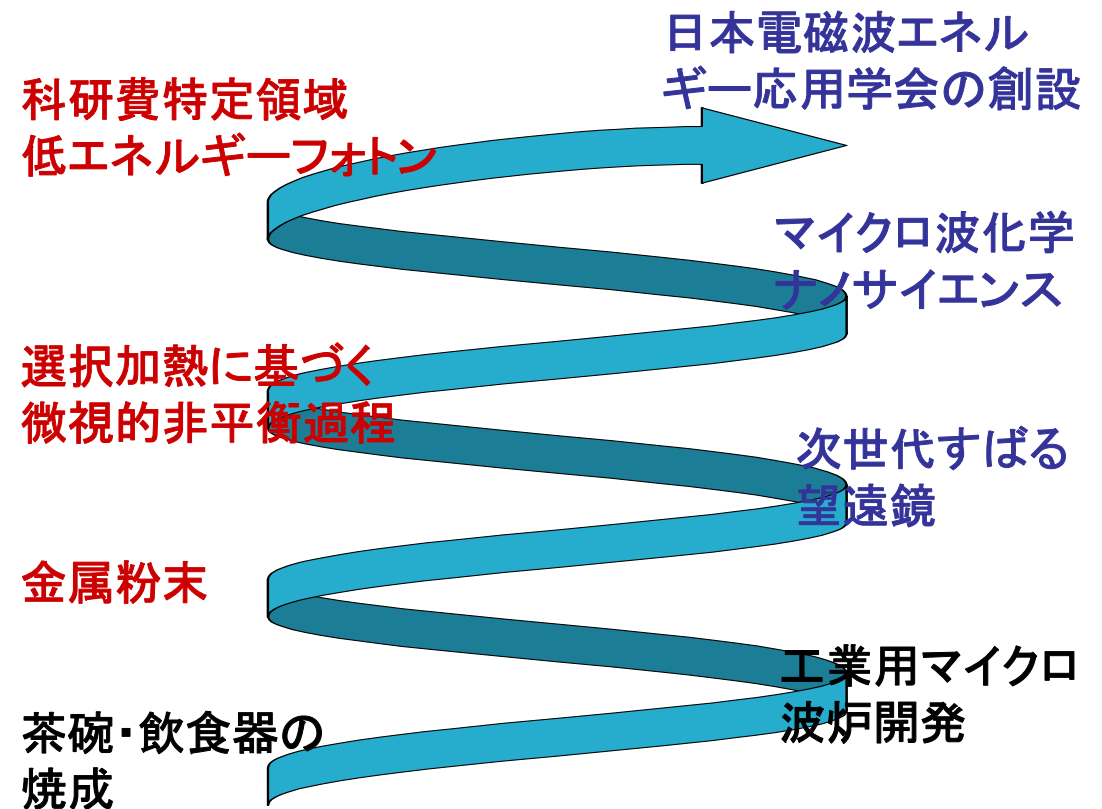 日本電磁波エネル
ギー応用学会の創設
科研費特定領域
低エネルギーフォトン
マイクロ波化学
ナノサイエンス
選択加熱に基づく
微視的非平衡過程
次世代すばる
望遠鏡
金属粉末
工業用マイクロ
波炉開発
茶碗・飲食器の
焼成